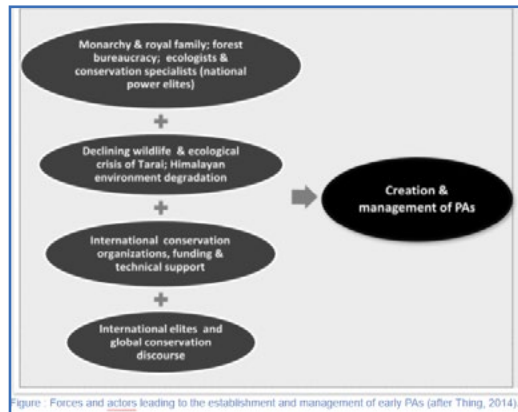 Monarchy & royal family; forest
bureaucracy; ecologists &
conservation specialists (national
power elites)
+
Declining wildlife & ecological
crisis of Tarai; Himalayan
environment degradation
+
International conservation
organizations, funding &
technical support
+
International elites and
global conservation
discourse
Creation &
management of PAs
Figure : Forces and actors leading to the establishment and management of early PAs (after Thing, 2014)